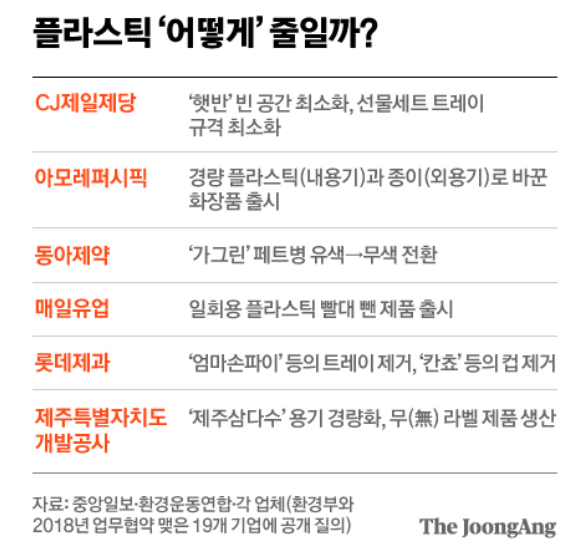 플라스틱 ‘어떻게’ 줄일까?
CJ제일제당
‘햇반’ 빈 공간 최소화, 선물세트 트레이
규격 최소화
아모레퍼시픽
경량 플라스틱(내용기)과 종이(외용기)로 바꾼
화장품 출시
동아제약
‘가그린’ 페트병 유색→무색 전환
매일유업
일회용 플라스틱 빨대 뺀 제품 출시
롯데제과
‘엄마손파이’ 등의 트레이 제거, ‘칸쵸’ 등의 컵 제거
제주특별자치도
개발공사
‘제주삼다수’ 용기 경량화, 무(無) 라벨 제품 생산
자료: 중앙일보·환경운동연합·각 업체(환경부와
2018년 업무협약 맺은 19개 기업에 공개 질의)
The JoongAng